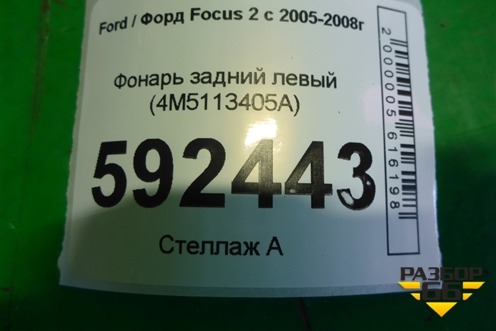 Ford / Форд Focus 2 с 2005-2008г
Фонарь задний левый
(4M5113405A)
592443
Стеллаж А
2000005616198
РАЗБОР
66